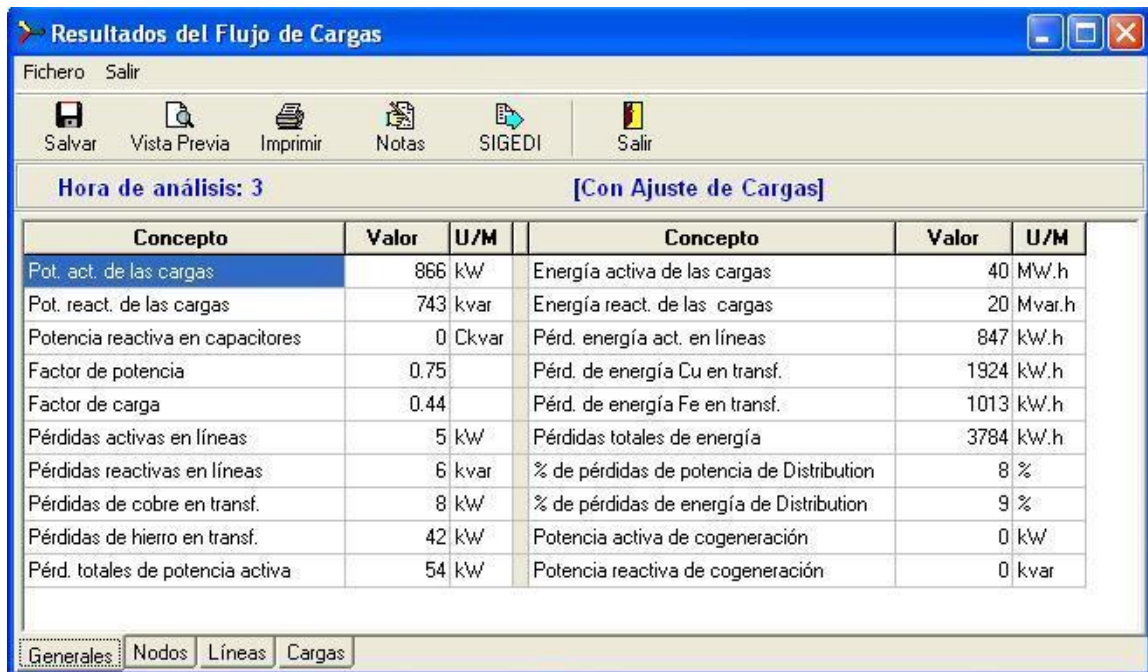 Resultados del Flujo de Cargas
Fichero Salir
Salvar Vista Previa Imprimir Notas SIGEDI Salir
Hora de análisis: 3 [Con Ajuste de Cargas]
Concepto Valor U/M Concepto Valor U/M
Pot. act. de las cargas 866 kW Energía activa de las cargas 40 MW.h
Pot. react. de las cargas 743 kvar Energía react. de las cargas 20 Mvar.h
Potencia reactiva en capacitores 0 Ckvar Pérd. energía act. en líneas 847 kW.h
Factor de potencia 0.75 Pérd. de energía Cu en transf. 1924 kW.h
Factor de carga 0.44 Pérd. de energía Fe en transf. 1013 kW.h
Pérdidas activas en líneas 5 kW Pérdidas totales de energía 3784 kW.h
Pérdidas reactivas en líneas 6 kvar % de pérdidas de potencia de Distribution 8 %
Pérdidas de cobre en transf. 8 kW % de pérdidas de energía de Distribution 9 %
Pérdidas de hierro en transf. 42 kW Potencia activa de cogeneración 0 kW
Pérd. totales de potencia activa 54 kW Potencia reactiva de cogeneración 0 kvar
Generales Nodos Líneas Cargas